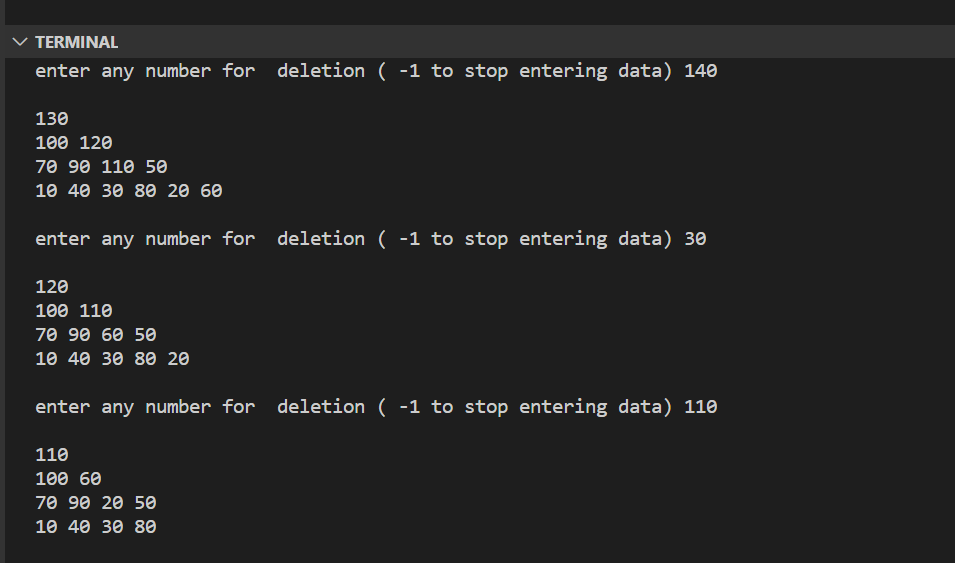 TERMINAL
enter any number for  deletion ( -1 to stop entering data) 140
130
100 120
70 90 110 50
10 40 30 80 20 60
enter any number for  deletion ( -1 to stop entering data) 30
120
100 110
70 90 60 50
10 40 30 80 20
enter any number for  deletion ( -1 to stop entering data) 110
110
100 60
70 90 20 50
10 40 30 80